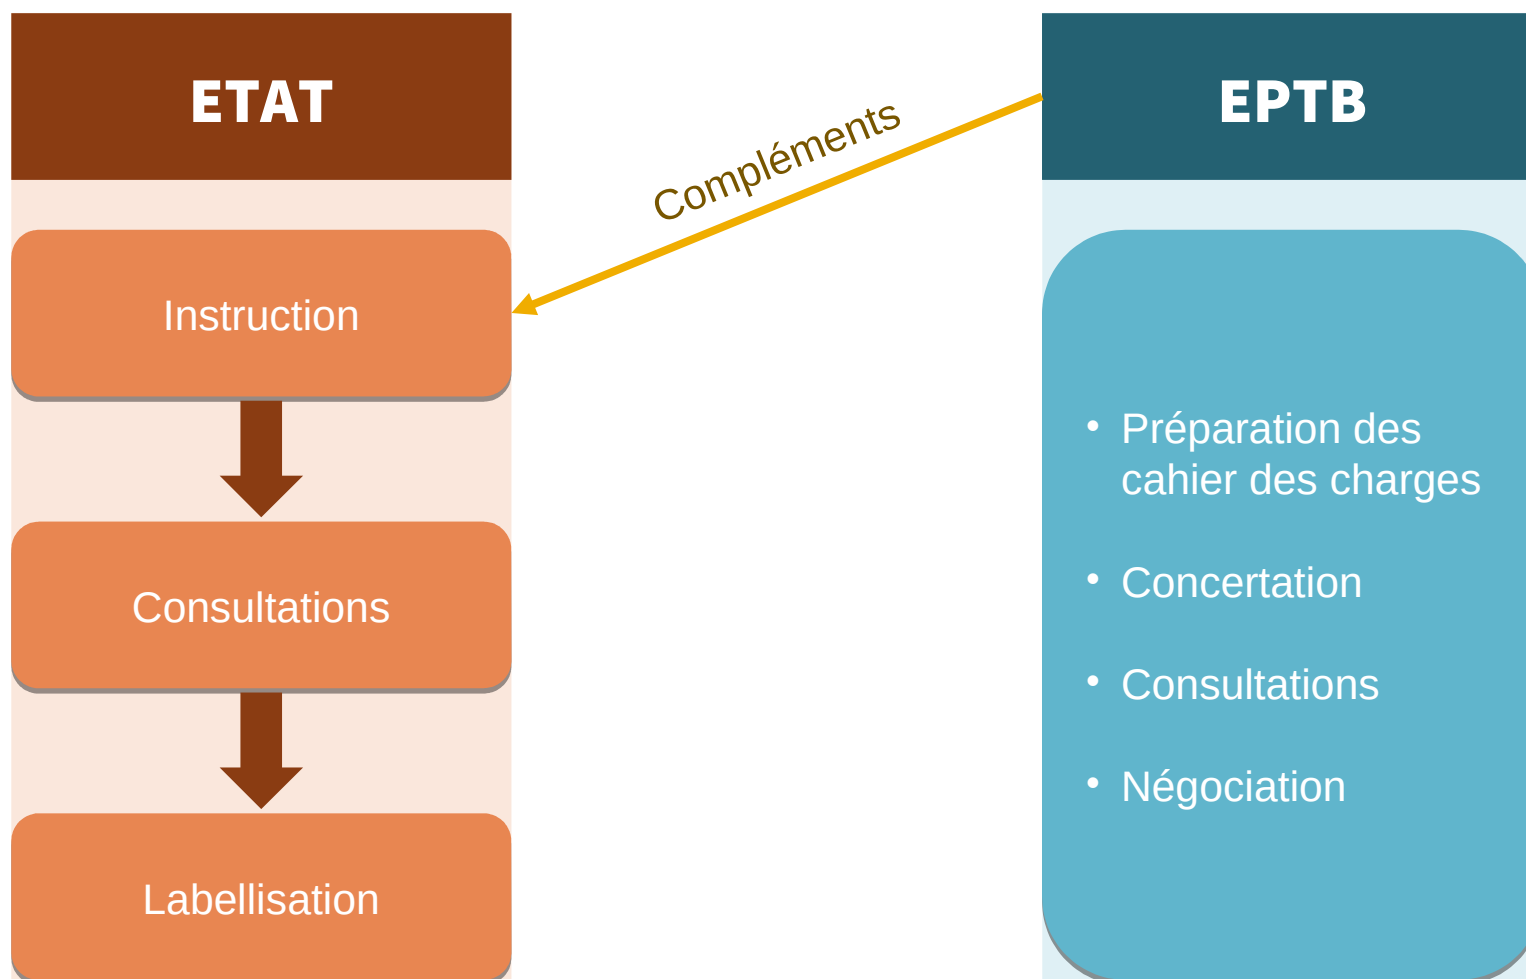 ETAT
Instruction
Consultations
Labellisation
Compléments
EPTB
• Préparation des
cahier des charges
• Concertation
• Consultations
• Négociation